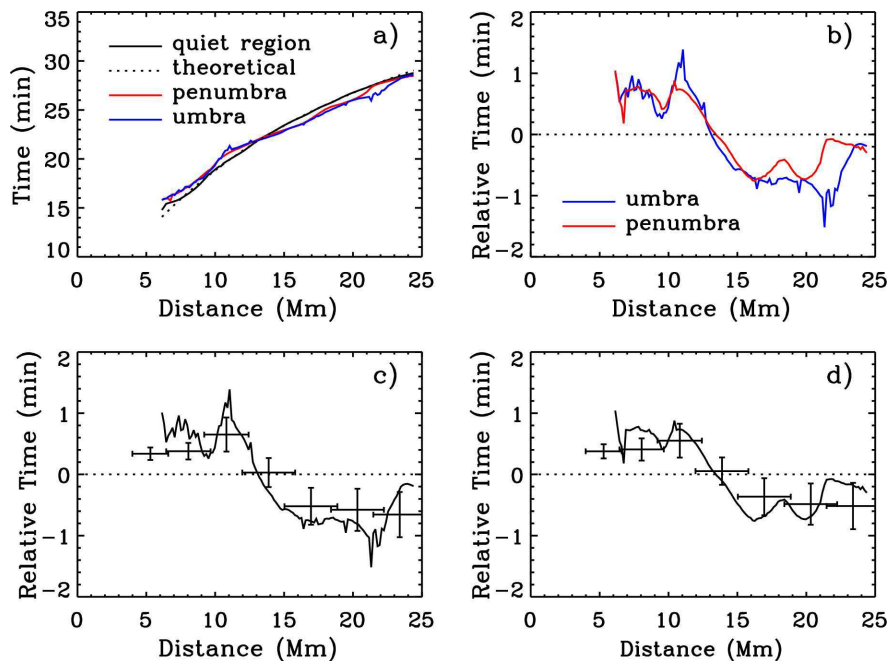 a)
quiet region
theoretical
penumbra
umbra
35
30
25
20
15
10
Time (min)
0 5 10 15 20 25
Distance (Mm)
b)
2
1
0
−1
−2
Relative Time (min)
umbra
penumbra
0 5 10 15 20 25
Distance (Mm)
c)
2
1
0
−1
−2
Relative Time (min)
0 5 10 15 20 25
Distance (Mm)
d)
2
1
0
−1
−2
Relative Time (min)
0 5 10 15 20 25
Distance (Mm)